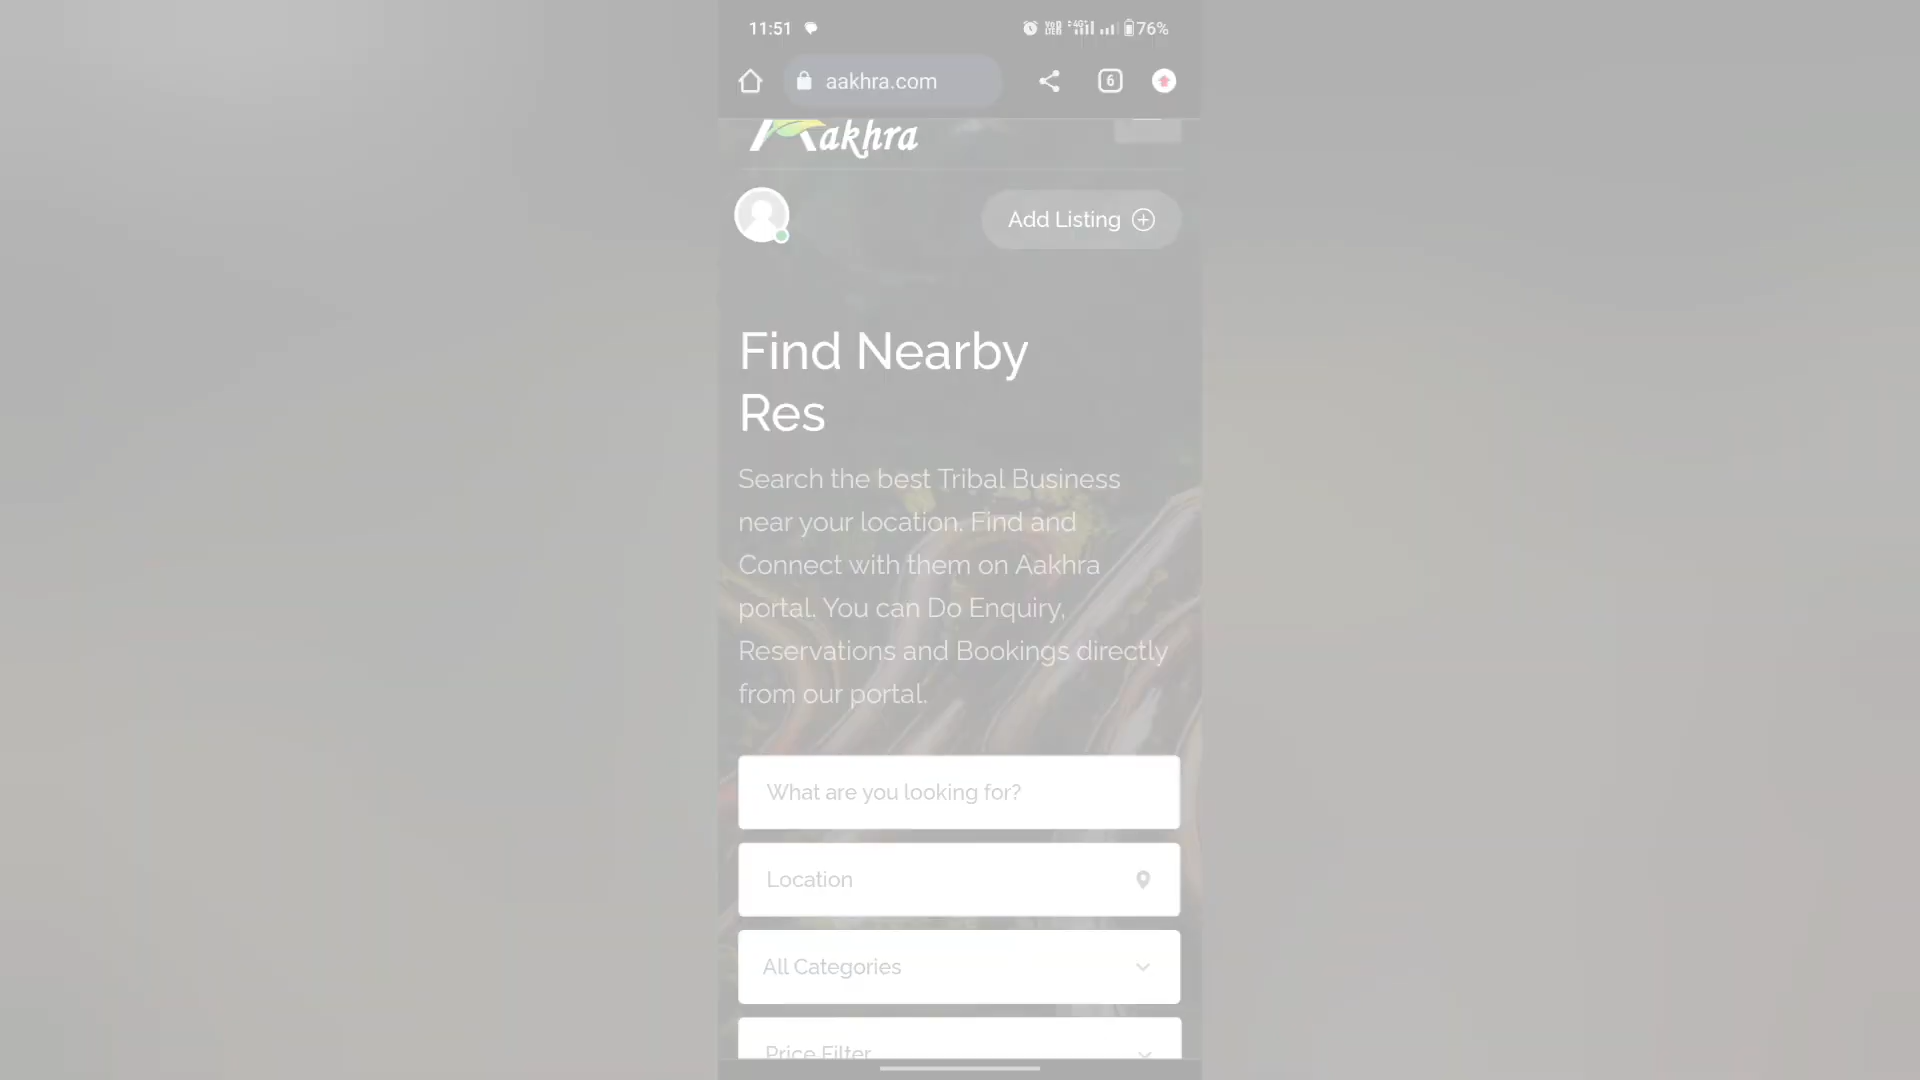 11:51 76%
aakhra.com 6
Aakhra
Add Listing
Find Nearby
Res
Search the best Tribal Business
near your location. Find and
Connect with them on Aakhra
portal. You can Do Enquiry,
Reservations and Bookings directly
from our portal.
What are you looking for?
Location
All Categories
Price Filter